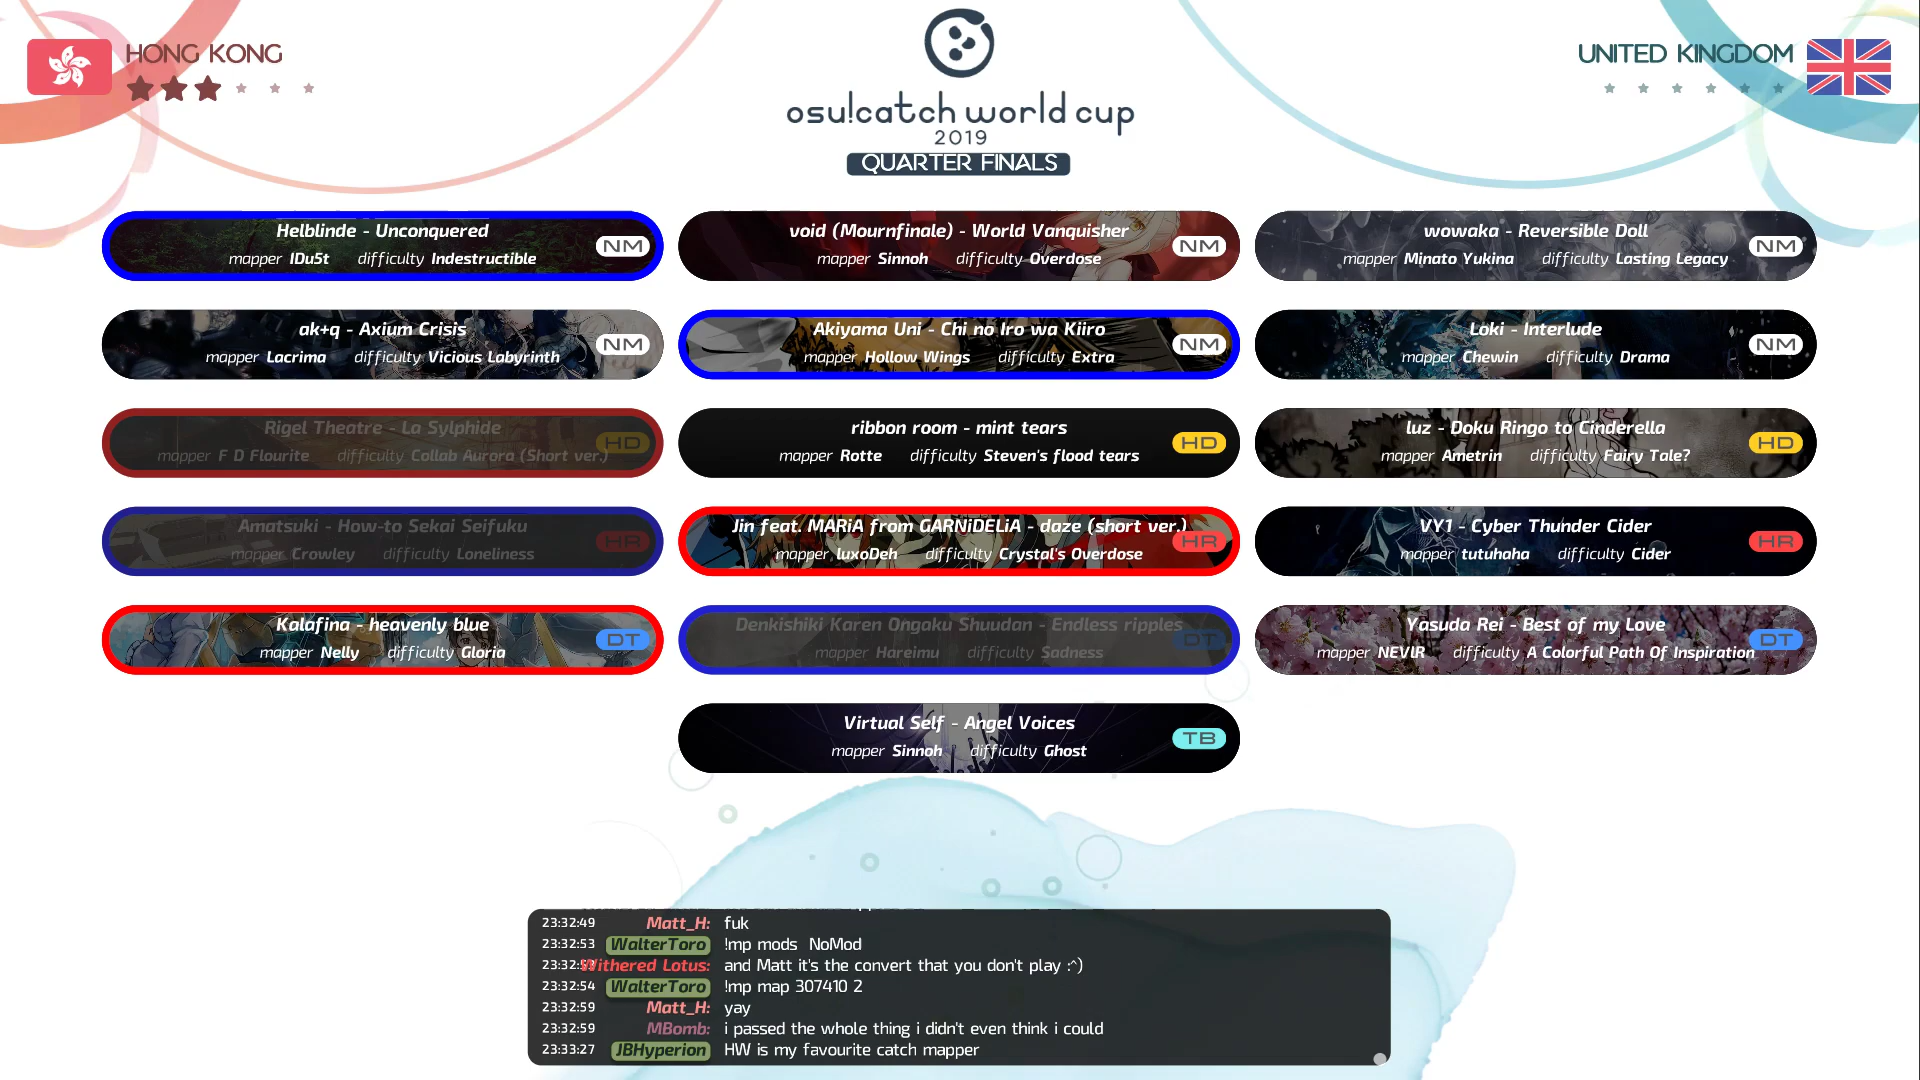 HONG KONG
UNITED KINGDOM
osu!catch world cup
2019
QUARTER FINALS
Helblinde - Unconquered
mapper IDu5t difficulty Indestructible
NM
void (Mournfinale) - World Vanquisher
mapper Sinnoh difficulty Overdose
NM
wowaka - Reversible Doll
mapper Minato Yukina difficulty Lasting Legacy
NM
ak+q - Axium Crisis
mapper Lacrima difficulty Vicious Labyrinth
NM
Akiyama Uni - Chi no Iro wa Kiiro
mapper Hollow Wings difficulty Extra
NM
Loki - Interlude
mapper Chewin difficulty Drama
NM
Rigel Theatre - La Sylphide
mapper F D Flourite difficulty Collab Aurora (Short ver.)
HD
ribbon room - mint tears
mapper Rotte difficulty Steven's flood tears
HD
luz - Doku Ringo to Cinderella
mapper Ametrin difficulty Fairy Tale?
HD
Amatsuki - How-to Sekai Seifuku
mapper Crowley difficulty Loneliness
HR
Jin feat. MARiA from GARNiDELiA - daze (short ver.)
mapper luxoDeh difficulty Crystal's Overdose
HR
VY1 - Cyber Thunder Cider
mapper tutuhaha difficulty Cider
HR
Kalafina - heavenly blue
mapper Nelly difficulty Gloria
DT
Denkishiki Karen Ongaku Shuudan - Endless ripples
mapper Hareimu difficulty Sadness
DT
Yasuda Rei - Best of my Love
mapper NEVlR difficulty A Colorful Path Of Inspiration
DT
Virtual Self - Angel Voices
mapper Sinnoh difficulty Ghost
TB
23:32:49 Matt_H: fuk
23:32:53 WalterToro !mp mods NoMod
Withered Lotus: and Matt it's the convert that you don't play :^)
23:32:54 WalterToro !mp map 307410 2
23:32:59 Matt_H: yay
23:32:59 MBomb: i passed the whole thing i didn't even think i could
23:33:27 JBHyperion HW is my favourite catch mapper